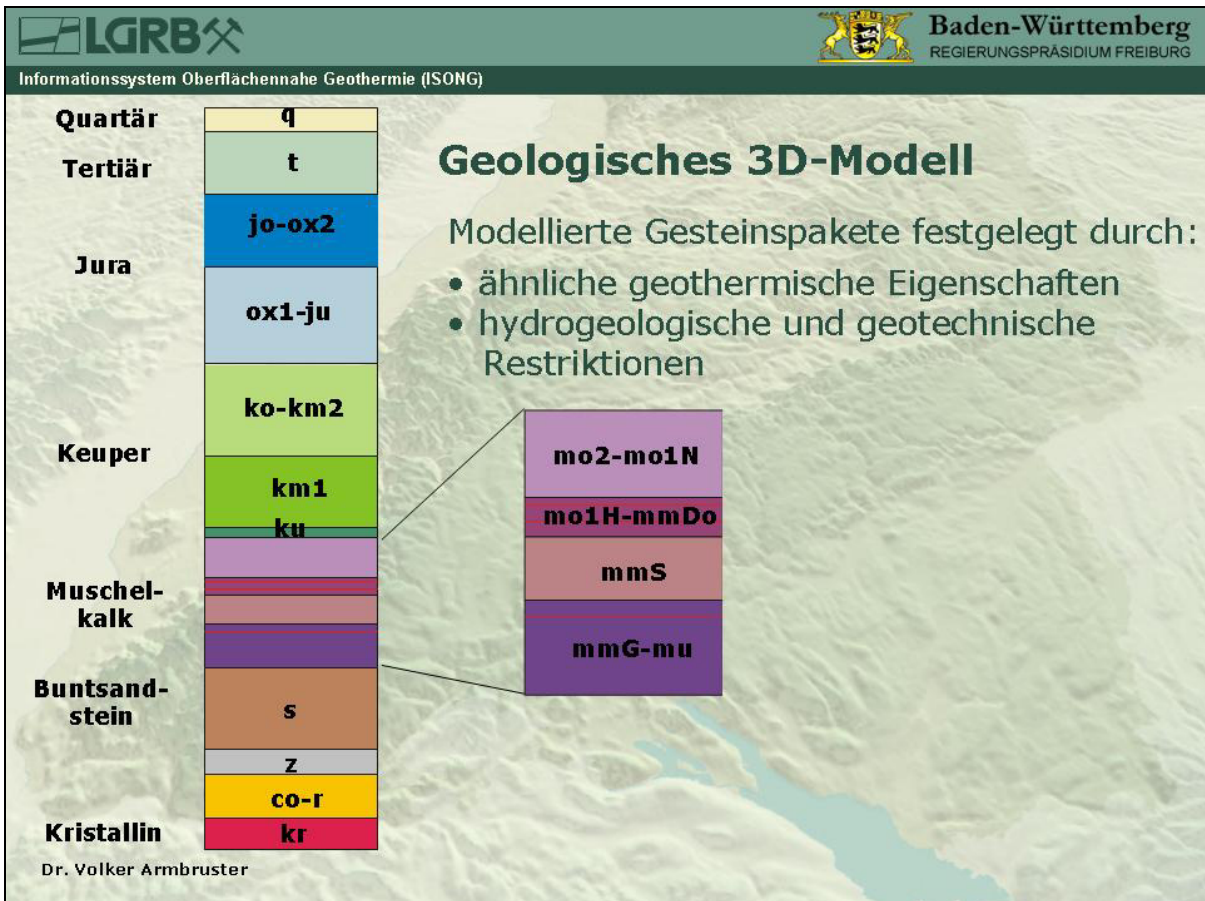 LGRB
Baden-Württemberg
REGIERUNGSPRÄSIDIUM FREIBURG
Informationssystem Oberflächennahe Geothermie (ISONG)
Quartär
q
Tertiär
t
Jura
jo-ox2
ox1-ju
Keuper
ko-km2
km1
ku
Muschel-
kalk
Buntsand-
stein
s
z
co-r
Kristallin
kr
Dr. Volker Armbruster
Geologisches 3D-Modell
Modellierte Gesteinspakete festgelegt durch:
• ähnliche geothermische Eigenschaften
• hydrogeologische und geotechnische
Restriktionen
mo2-mo1N
mo1H-mmDo
mmS
mmG-mu